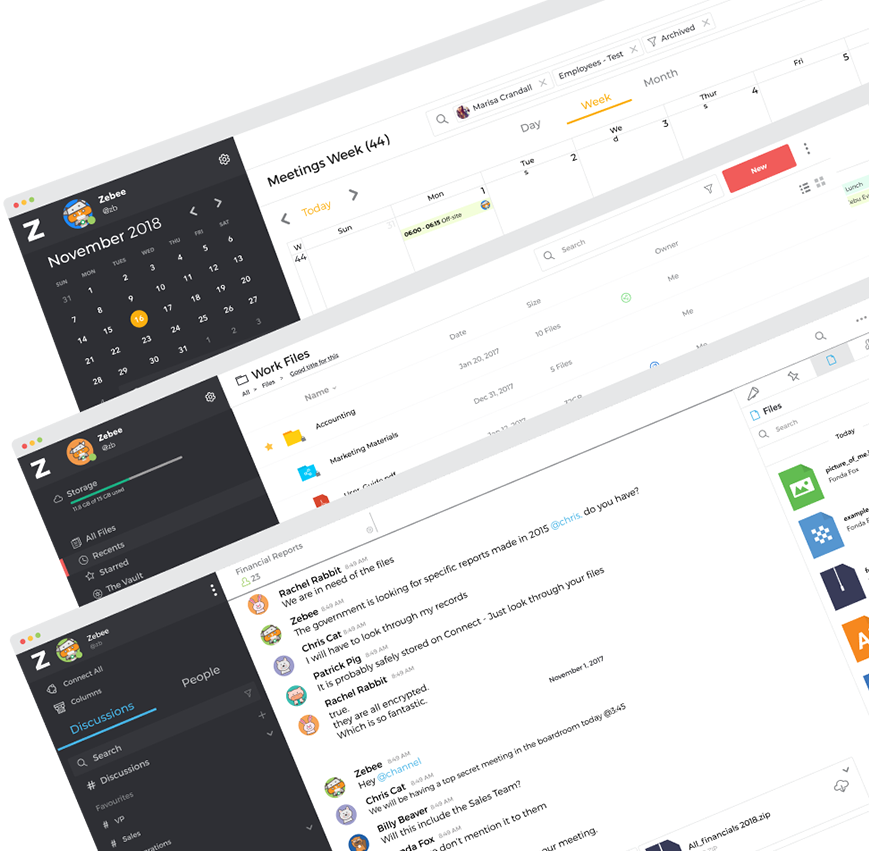 Marisa Crandall
Employees - Test
Archived
Day
Week
Month
Meetings Week (44)
Today
W
44
Sun
31
Mon
1
Tue
s
2
We
d
3
Thur
s
4
Fri
5
06:00 - 06:15 Off-site
Lunch
Z
Zebee
@zb
November 2018
SUN MON TUES WED THU FRI SAT
31 1 2 3 4 5 6
7 8 9 10 11 12 13
14 15 16 17 18 19 20
21 22 23 24 25 26 27
28 29 30 31 1 2 3
New
Work Files
All > Files > Good title for this
Search
Name
Date
Size
Owner
Accounting
Jan 20, 2017
10 Files
Me
Marketing Materials
Dec 31, 2017
5 Files
Me
User Guide.pdf
Me
Z
Zebee
@zb
Storage
11.8 GB of 15 GB used
All Files
Recents
Starred
The Vault
Z
Zebee
@zb
Connect All
Columns
Discussions
People
Search
# Discussions
Favourites
# VP
# Sales
Financial Reports
23
Rachel Rabbit 8:49 AM
We are in need of the files
Zebee 8:49 AM
The government is looking for specific reports made in 2015 @chris. do you have?
Chris Cat 8:49 AM
I will have to look through my records
Patrick Pig 8:49 AM
It is probably safely stored on Connect - Just look through your files
Rachel Rabbit 8:49 AM
true.
they are all encrypted.
Which is so fantastic.
November 1, 2017
Zebee 8:49 AM
Hey @channel
Chris Cat 8:49 AM
We will be having a top secret meeting in the boardroom today @3:45
Billy Beaver 8:49 AM
Will this include the Sales Team?
Fox 8:49 AM
don't mention it to them
our meeting.
Files
Search
Today
picture_of_me.
Fonda Fox
example
Fonda Fox
All_financials 2018.zip